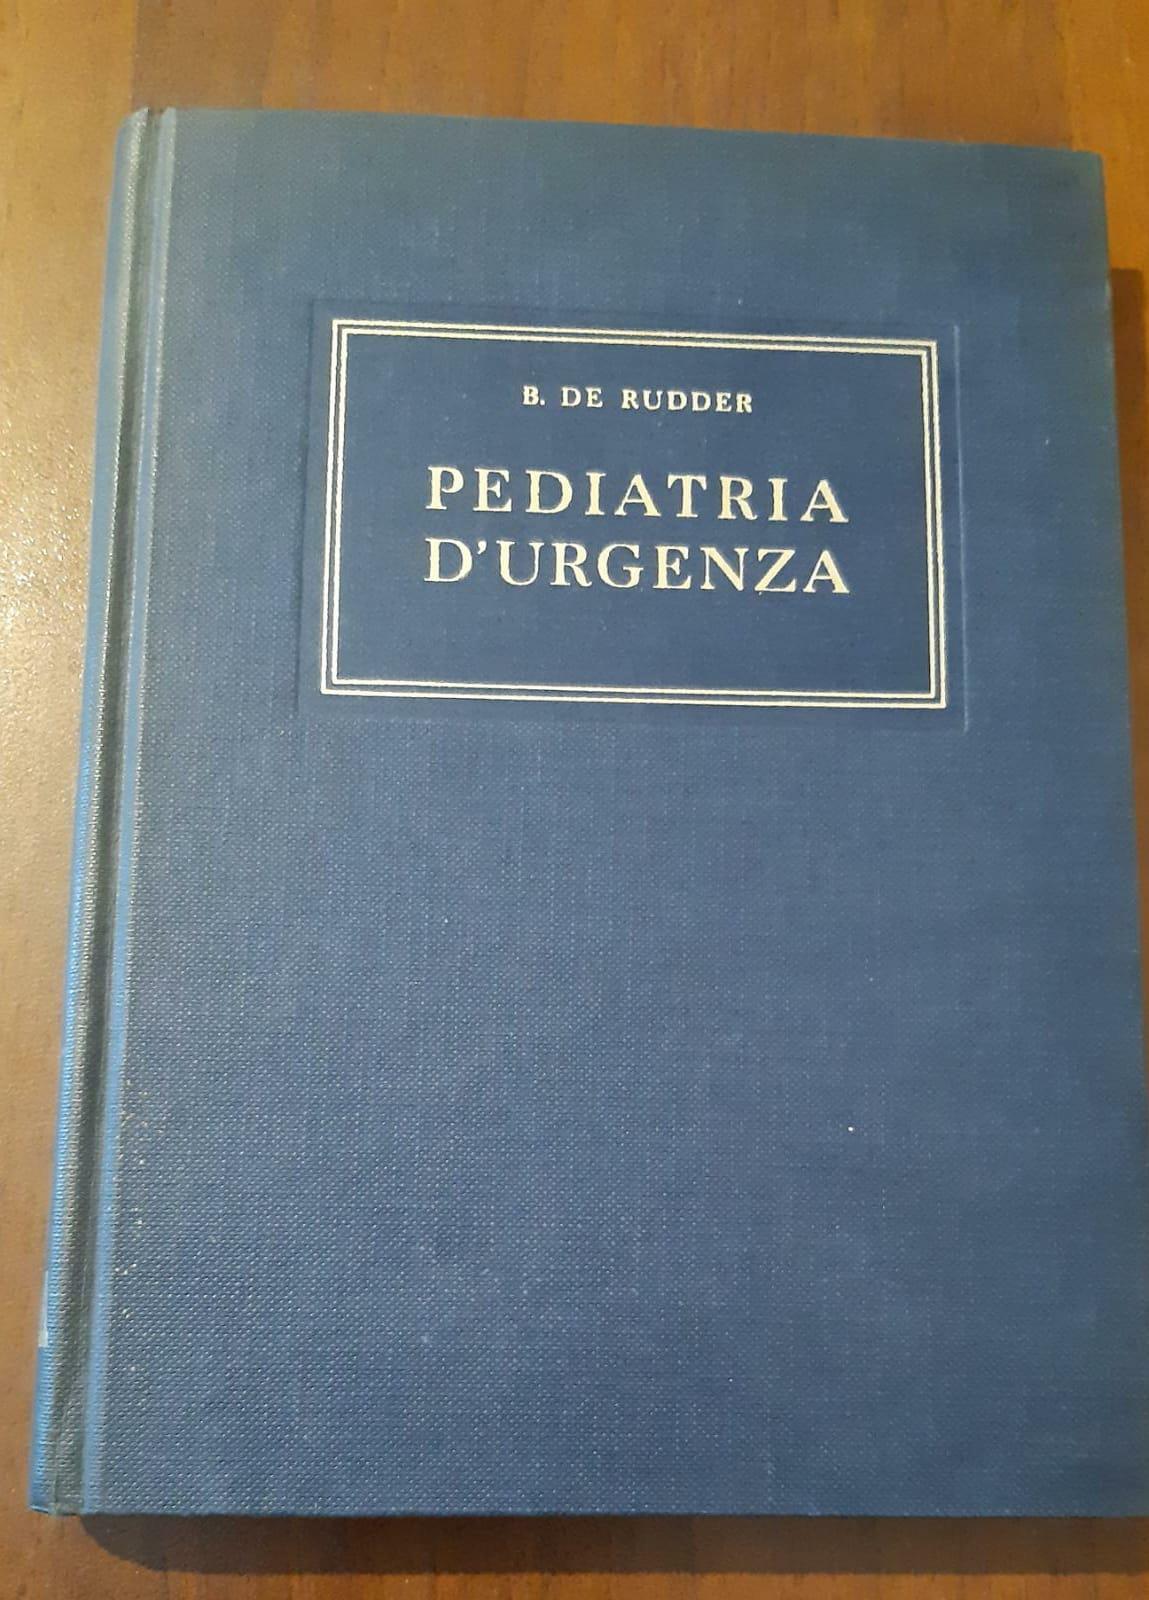 B. DE RUDDER
PEDIATRIA
D'URGENZA